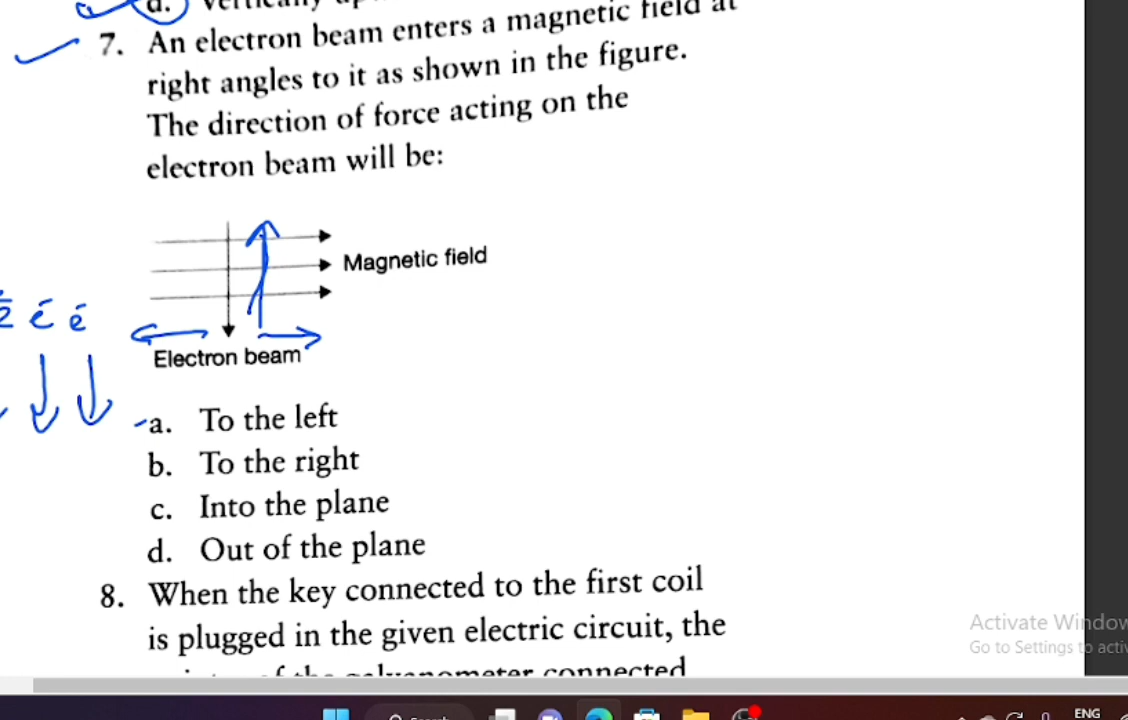 d.
7. An electron beam enters a magnetic field at
right angles to it as shown in the figure.
The direction of force acting on the
electron beam will be:
Magnetic field
Electron beam
e e e
a. To the left
b. To the right
c. Into the plane
d. Out of the plane
8. When the key connected to the first coil
is plugged in the given electric circuit, the
galvanometer connected
Activate Window
Go to Settings to activ
ENG